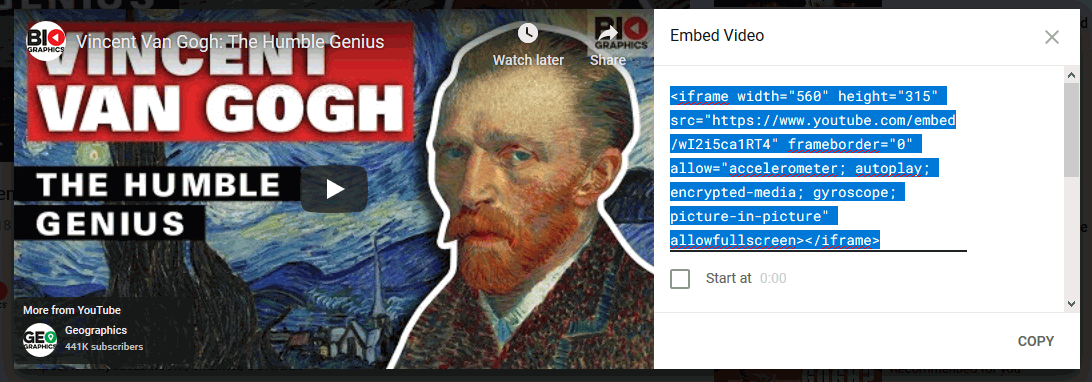 BIO
GRAPHICS
Vincent Van Gogh: The Humble Genius
Watch later
Share
BIO
GRAPHICS
VINCENT
VAN GOGH
THE HUMBLE
GENIUS
More from YouTube
GEO
GRAPHICS
Geographics
441K subscribers
Embed Video
<iframe width="560" height="315"
src="https://www.youtube.com/embed
/wI2i5ca1RT4" frameborder="0"
allow="accelerometer; autoplay;
encrypted-media; gyroscope;
picture-in-picture"
allowfullscreen></iframe>
Start at 0:00
COPY
Recommended for you